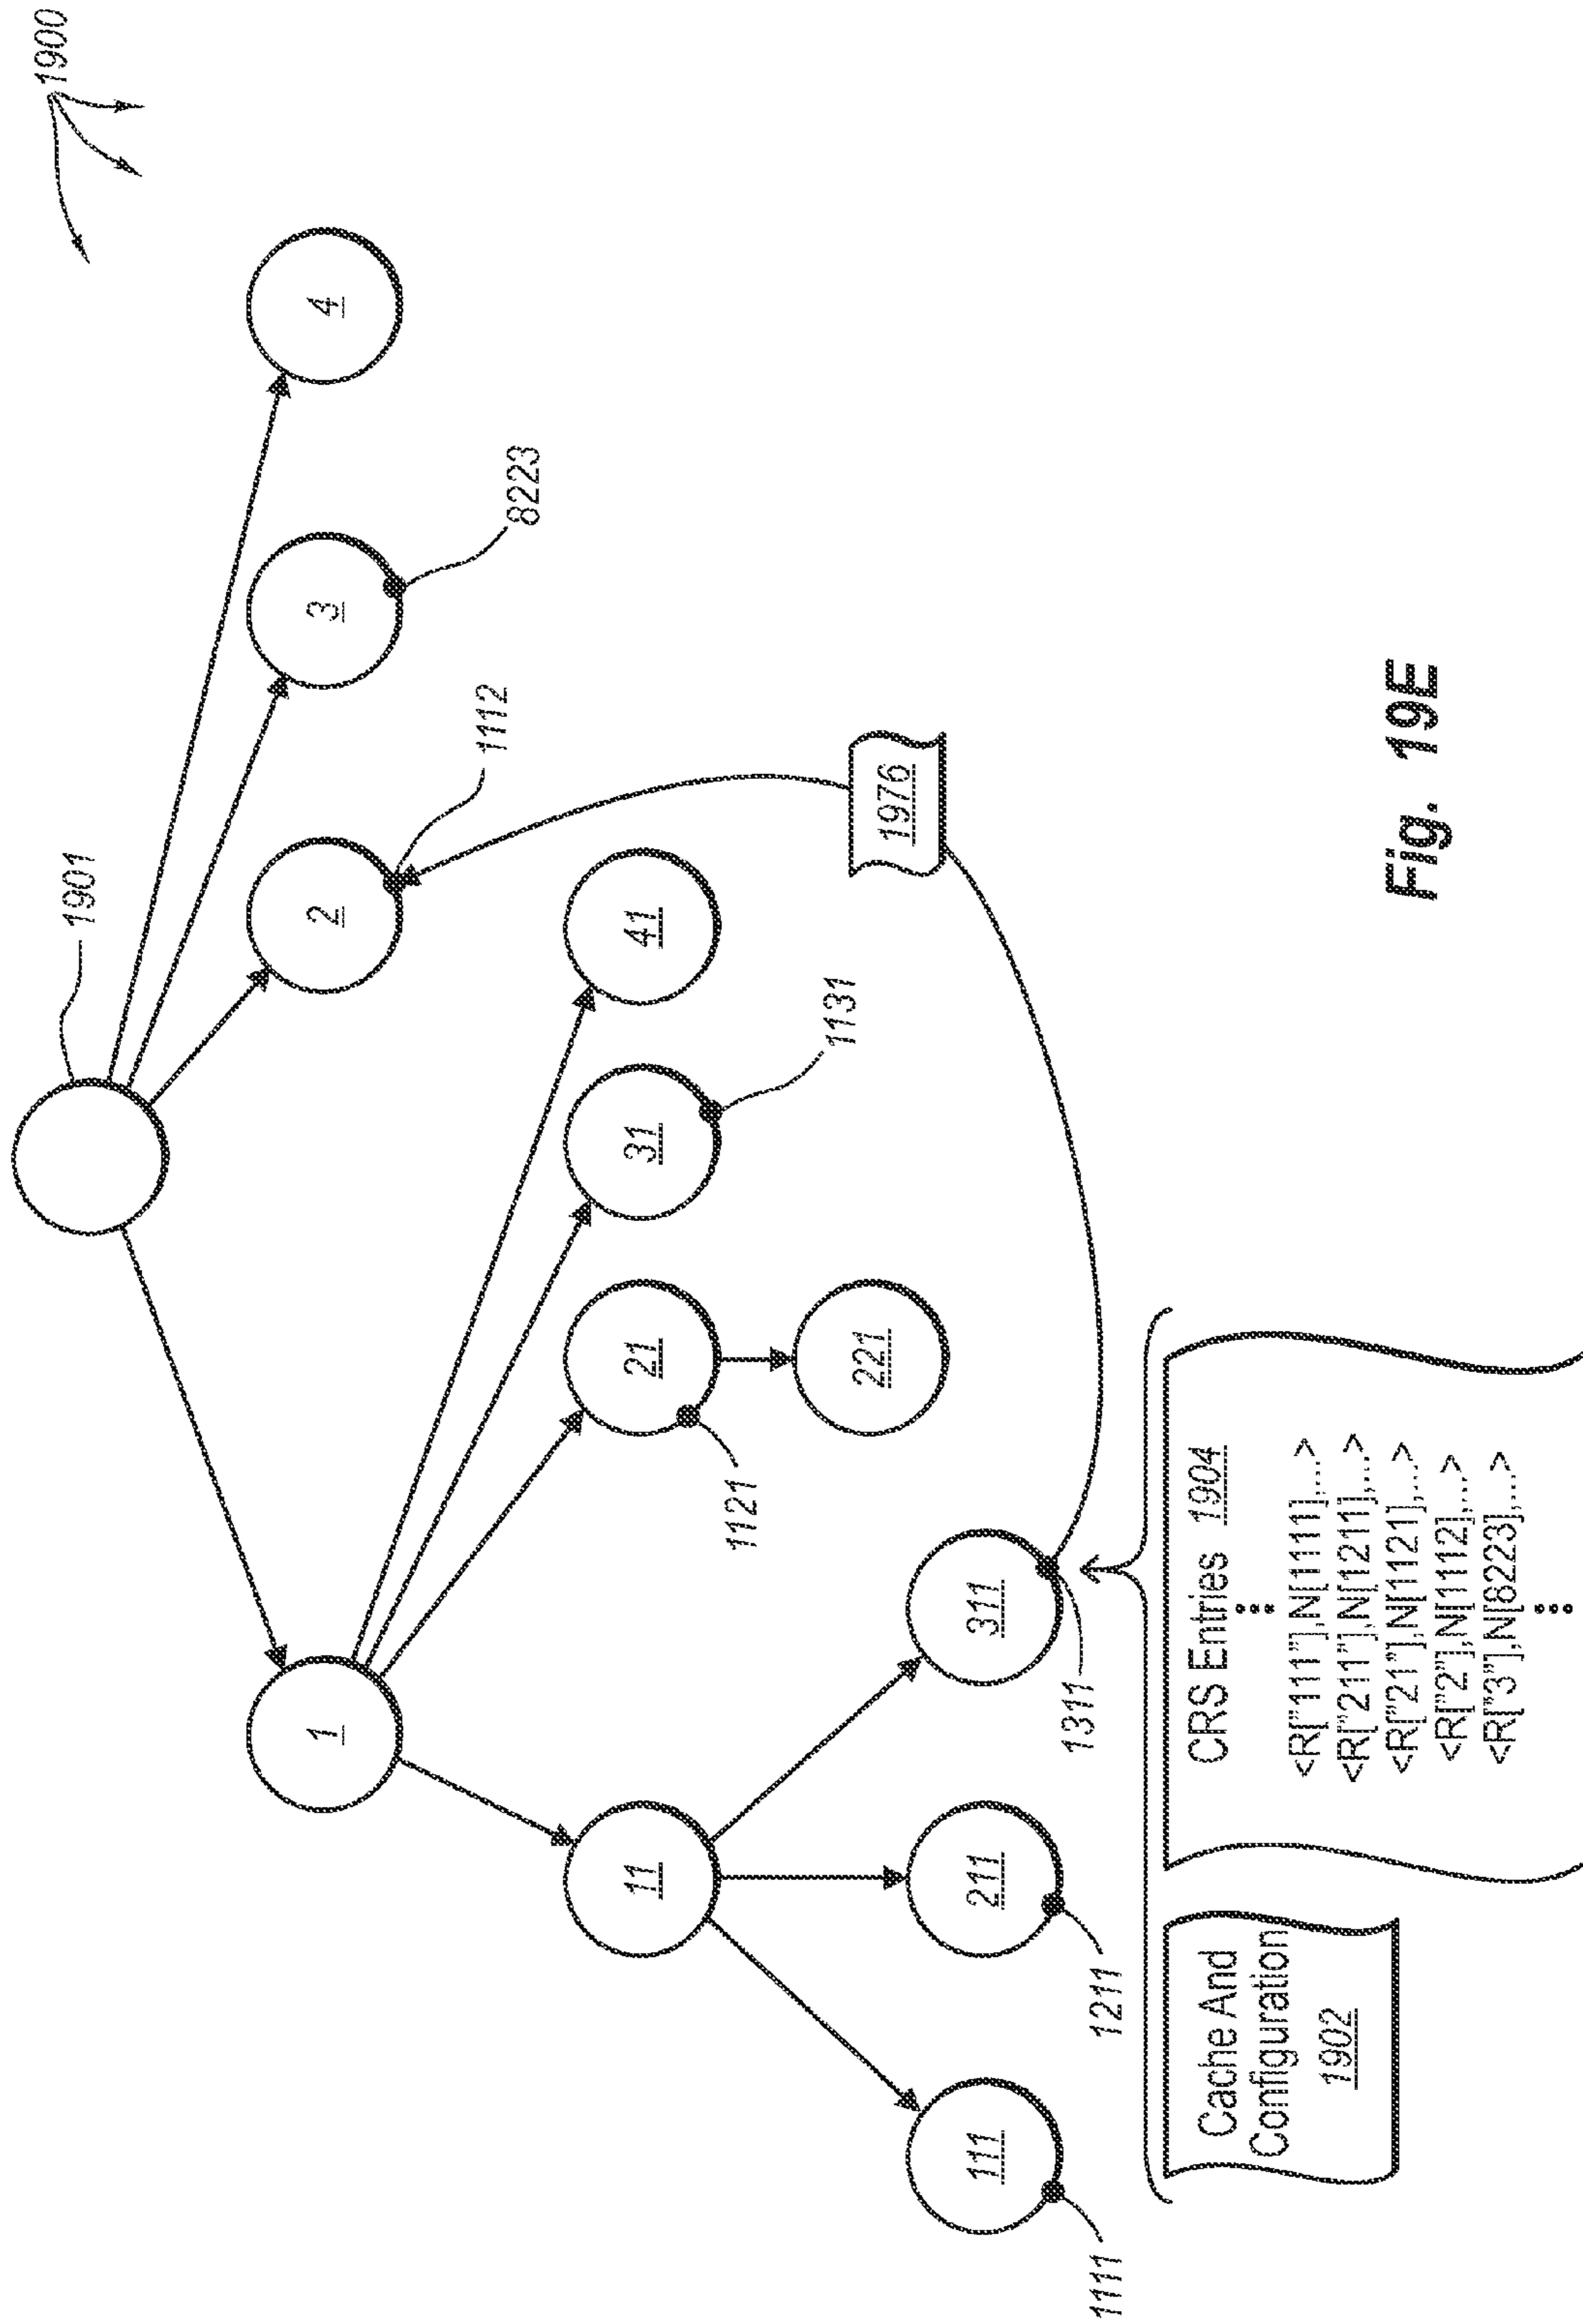 1900
1901
1
2
3
4
8223
1112
11
21
31
41
1121
1131
221
1976
111
211
311
1111
1211
1311
Cache And
Configuration
1902
CRS Entries 1904
<R["111"],N[1111],...>
<R["211"],N[1211],...>
<R["21"],N[1121],...>
<R["2"],N[1112],...>
<R["3"],N[8223],...>
Fig. 19E